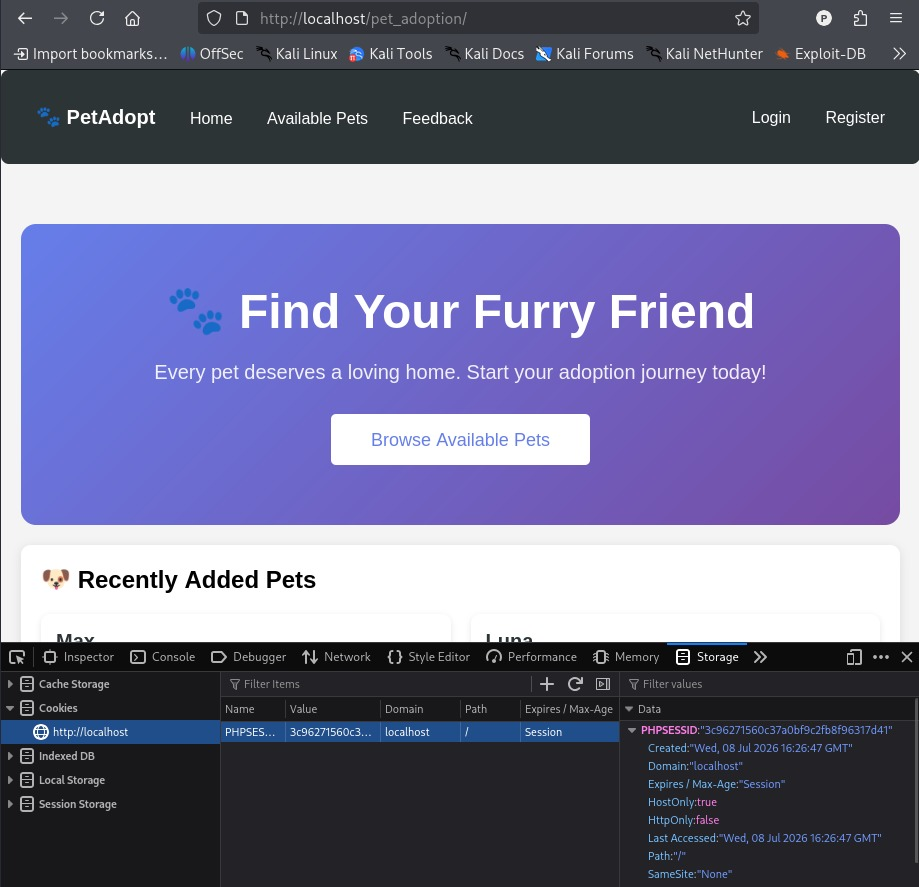 http://localhost/pet_adoption/
P
Import bookmarks... OffSec Kali Linux Kali Tools Kali Docs Kali Forums Kali NetHunter Exploit-DB
PetAdopt Home Available Pets Feedback Login Register
Find Your Furry Friend
Every pet deserves a loving home. Start your adoption journey today!
Browse Available Pets
Recently Added Pets
Max
Luna
Inspector Console Debugger Network Style Editor Performance Memory Storage
Cache Storage
Cookies
http://localhost
Indexed DB
Local Storage
Session Storage
Filter Items
Name Value Domain Path Expires / Max-Age
PHPSES... 3c96271560c3... localhost / Session
Filter values
Data
PHPSESSID:"3c96271560c37a0bf9c2fb8f96317d41"
Created:"Wed, 08 Jul 2026 16:26:47 GMT"
Domain:"localhost"
Expires / Max-Age:"Session"
HostOnly:true
HttpOnly:false
Last Accessed:"Wed, 08 Jul 2026 16:26:47 GMT"
Path:"/"
SameSite:"None"